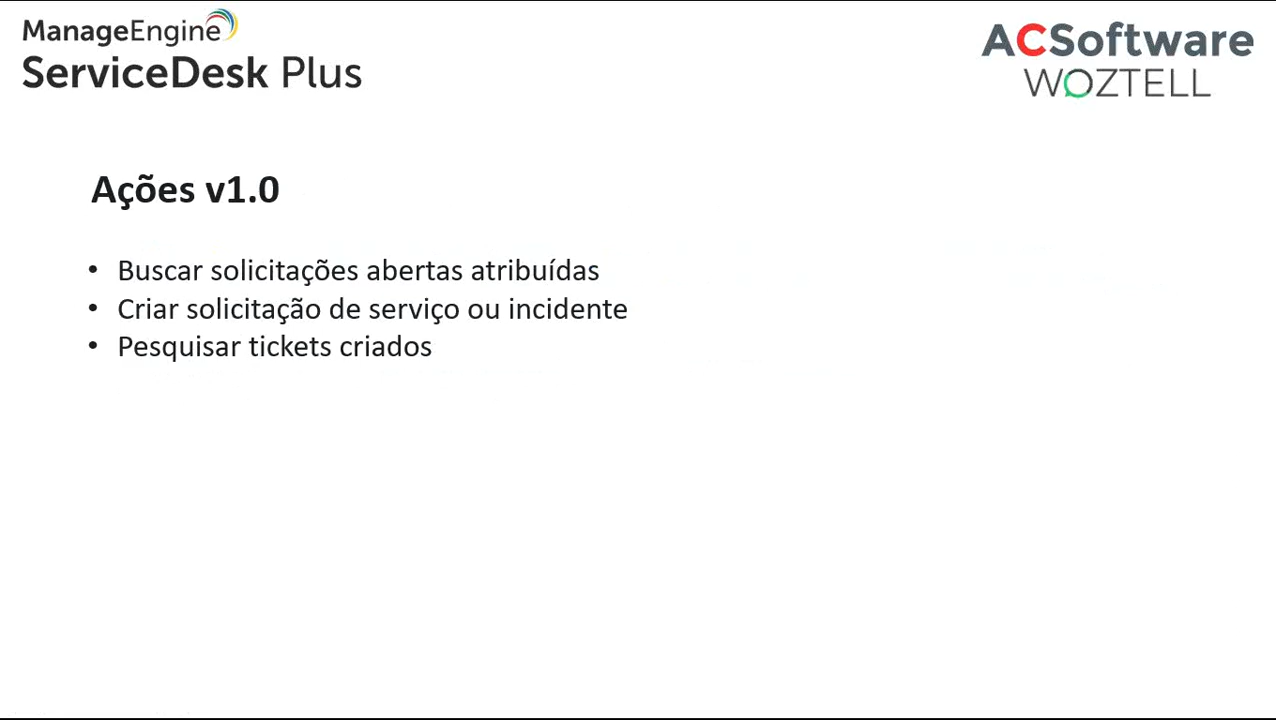 ManageEngine
ServiceDesk Plus
ACSoftware
WOZTELL
Ações v1.0
• Buscar solicitações abertas atribuídas
• Criar solicitação de serviço ou incidente
• Pesquisar tickets criados